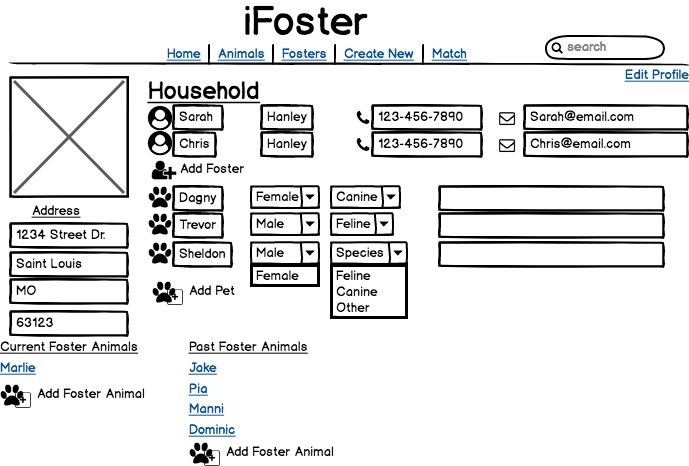 iFoster
Home Animals Fosters Create New Match
search
Edit Profile
Household
Sarah Hanley 123-456-7890 Sarah@email.com
Chris Hanley 123-456-7890 Chris@email.com
Add Foster
Dagny Female Canine
Trevor Male Feline
Sheldon Male Species
Female Feline
Canine
Other
Add Pet
Address
1234 Street Dr.
Saint Louis
MO
63123
Current Foster Animals
Marlie
Add Foster Animal
Past Foster Animals
Jake
Pia
Manni
Dominic
Add Foster Animal